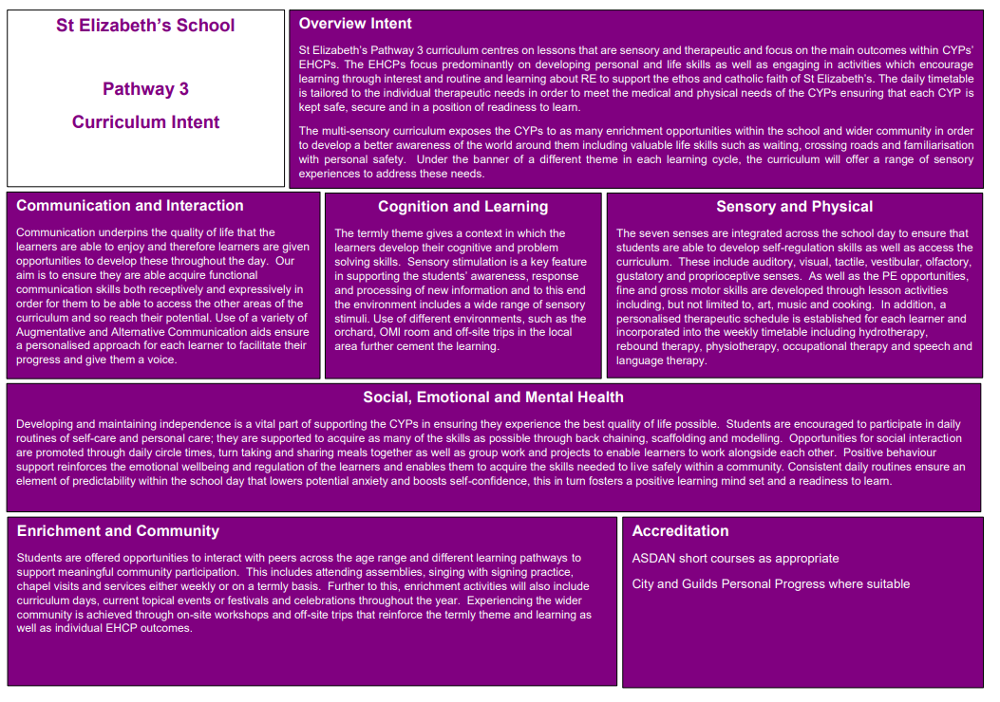 St Elizabeth's School
Pathway 3
Curriculum Intent
Overview Intent
St Elizabeth's Pathway 3 curriculum centres on lessons that are sensory and therapeutic and focus on the main outcomes within CYPs'
EHCPs. The EHCPs focus predominantly on developing personal and life skills as well as engaging in activities which encourage
learning through interest and routine and learning about RE to support the ethos and catholic faith of St Elizabeth's. The daily timetable
is tailored to the individual therapeutic needs in order to meet the medical and physical needs of the CYPs ensuring that each CYP is
kept safe, secure and in a position of readiness to learn.
The multi-sensory curriculum exposes the CYPs to as many enrichment opportunities within the school and wider community in order
to develop a better awareness of the world around them including valuable life skills such as waiting, crossing roads and familiarisation
with personal safety. Under the banner of a different theme in each learning cycle, the curriculum will offer a range of sensory
experiences to address these needs.
Communication and Interaction
Communication underpins the quality of life that the
learners are able to enjoy and therefore learners are given
opportunities to develop these throughout the day. Our
aim is to ensure they are able acquire functional
communication skills both receptively and expressively in
order for them to be able to access the other areas of the
curriculum and so reach their potential. Use of a variety of
Augmentative and Alternative Communication aids ensure
a personalised approach for each learner to facilitate their
progress and give them a voice.
Cognition and Learning
The termly theme gives a context in which the
learners develop their cognitive and problem
solving skills. Sensory stimulation is a key feature
in supporting the students' awareness, response
and processing of new information and to this end
the environment includes a wide range of sensory
stimuli. Use of different environments, such as the
orchard, OMI room and off-site trips in the local
area further cement the learning.
Sensory and Physical
The seven senses are integrated across the school day to ensure that
students are able to develop self-regulation skills as well as access the
curriculum. These include auditory, visual, tactile, vestibular, olfactory,
gustatory and proprioceptive senses. As well as the PE opportunities,
fine and gross motor skills are developed through lesson activities
including, but not limited to, art, music and cooking. In addition, a
personalised therapeutic schedule is established for each learner and
incorporated into the weekly timetable including hydrotherapy,
rebound therapy, physiotherapy, occupational therapy and speech and
language therapy.
Social, Emotional and Mental Health
Developing and maintaining independence is a vital part of supporting the CYPs in ensuring they experience the best quality of life possible. Students are encouraged to participate in daily
routines of self-care and personal care; they are supported to acquire as many of the skills as possible through back chaining, scaffolding and modelling. Opportunities for social interaction
are promoted through daily circle times, turn taking and sharing meals together as well as group work and projects to enable learners to work alongside each other. Positive behaviour
support reinforces the emotional wellbeing and regulation of the learners and enables them to acquire the skills needed to live safely within a community. Consistent daily routines ensure an
element of predictability within the school day that lowers potential anxiety and boosts self-confidence, this in turn fosters a positive learning mind set and a readiness to learn.
Enrichment and Community
Students are offered opportunities to interact with peers across the age range and different learning pathways to
support meaningful community participation. This includes attending assemblies, singing with signing practice,
chapel visits and services either weekly or on a termly basis. Further to this, enrichment activities will also include
curriculum days, current topical events or festivals and celebrations throughout the year. Experiencing the wider
community is achieved through on-site workshops and off-site trips that reinforce the termly theme and learning as
well as individual EHCP outcomes.
Accreditation
ASDAN short courses as appropriate
City and Guilds Personal Progress where suitable